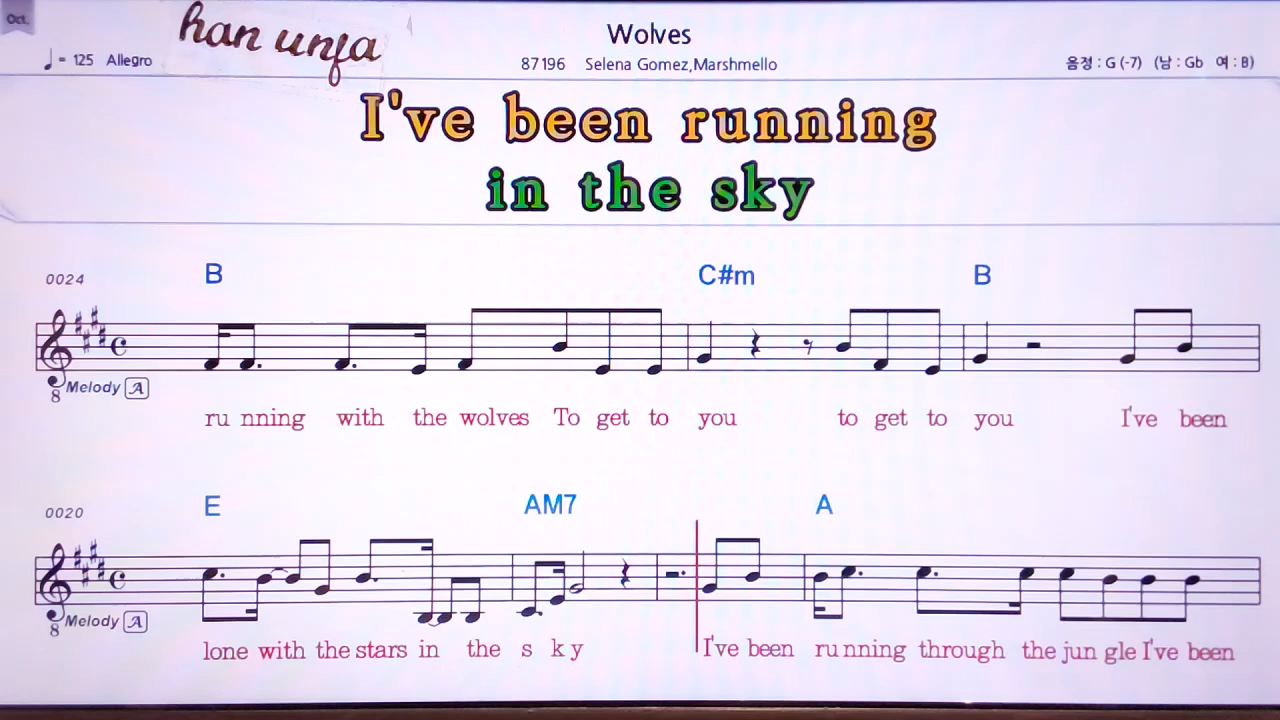 Oct.
han unja
Wolves
♩= 125 Allegro
87196 Selena Gomez,Marshmello
음정 : G (-7) (남 : Gb 여 : B)
I've been running
in the sky
0024
B C#m B
8 Melody A
ru nning with the wolves To get to you to get to you I've been
0020
E AM7 A
8 Melody A
lone with the stars in the s ky I've been ru nning through the jun gle I've been